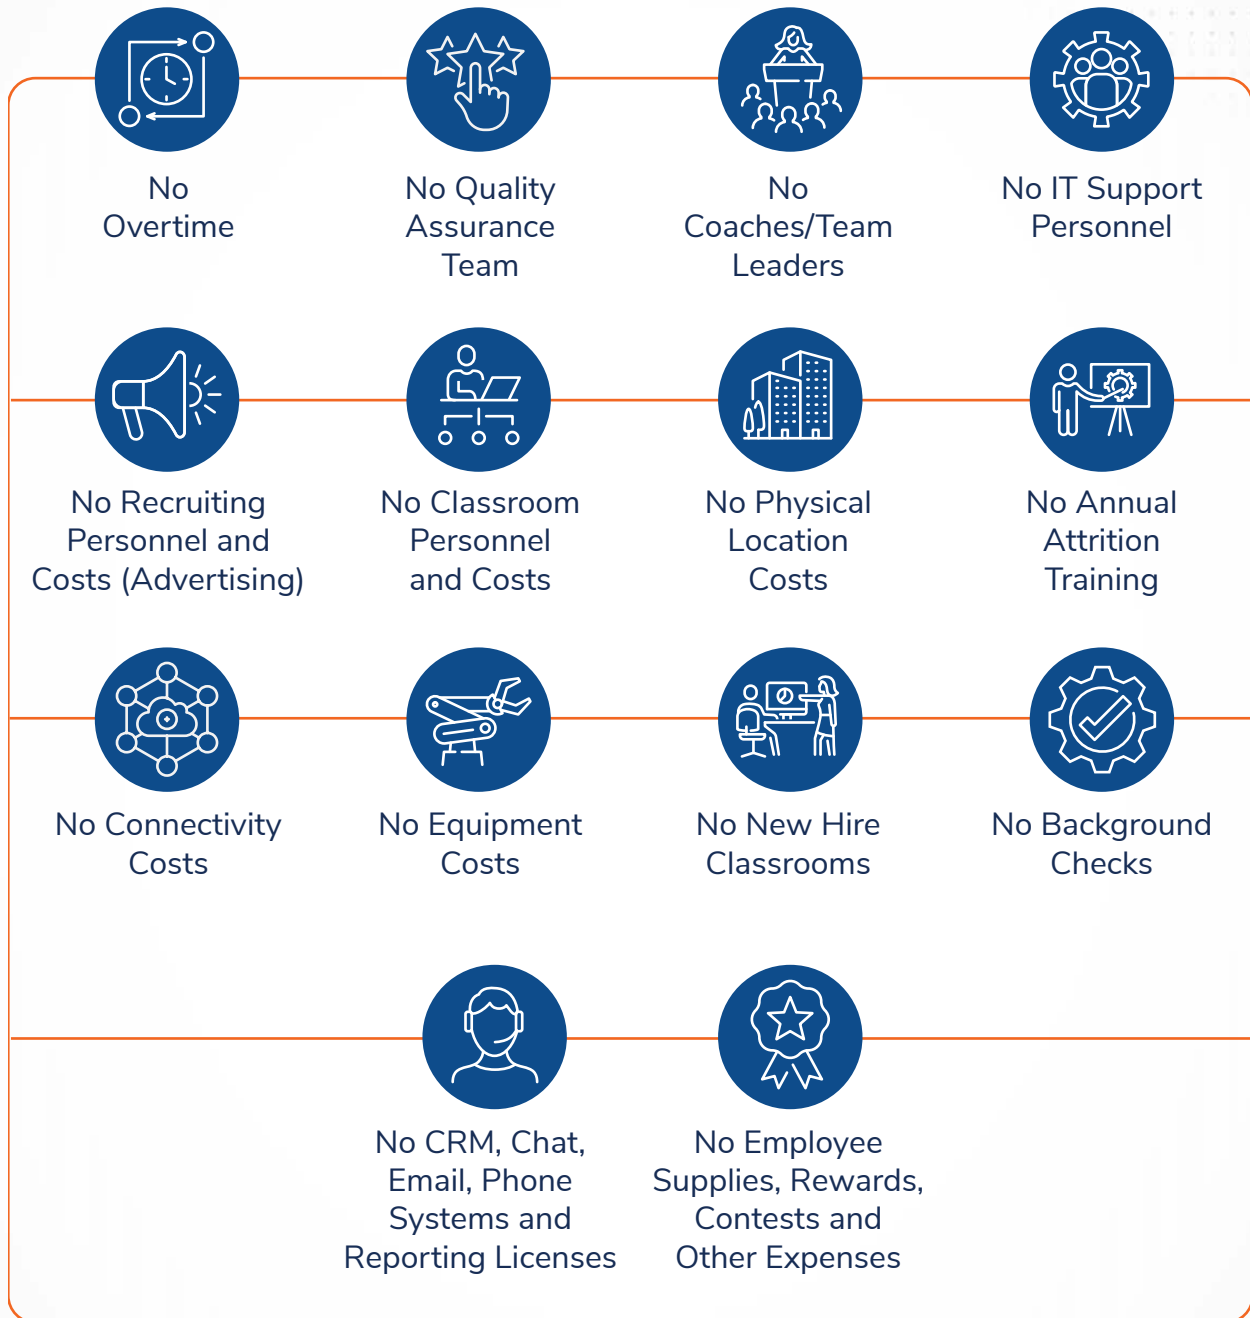 No
Overtime
No Quality
Assurance
Team
No
Coaches/Team
Leaders
No IT Support
Personnel
No Recruiting
Personnel and
Costs (Advertising)
No Classroom
Personnel
and Costs
No Physical
Location
Costs
No Annual
Attrition
Training
No Connectivity
Costs
No Equipment
Costs
No New Hire
Classrooms
No Background
Checks
No CRM, Chat,
Email, Phone
Systems and
Reporting Licenses
No Employee
Supplies, Rewards,
Contests and
Other Expenses